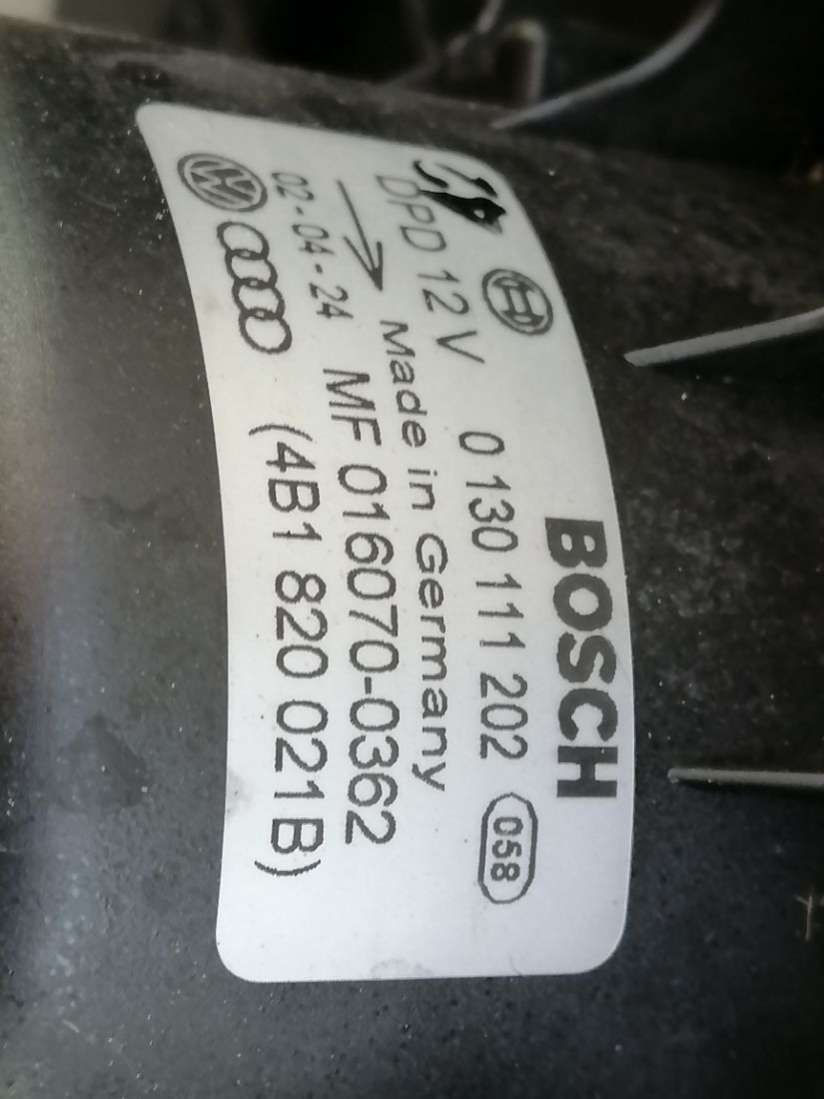 BOSCH
DPD 12 V 0 130 111 202 058
Made in Germany
02-04-24 MF 016070-0362
(4B1 820 021B)